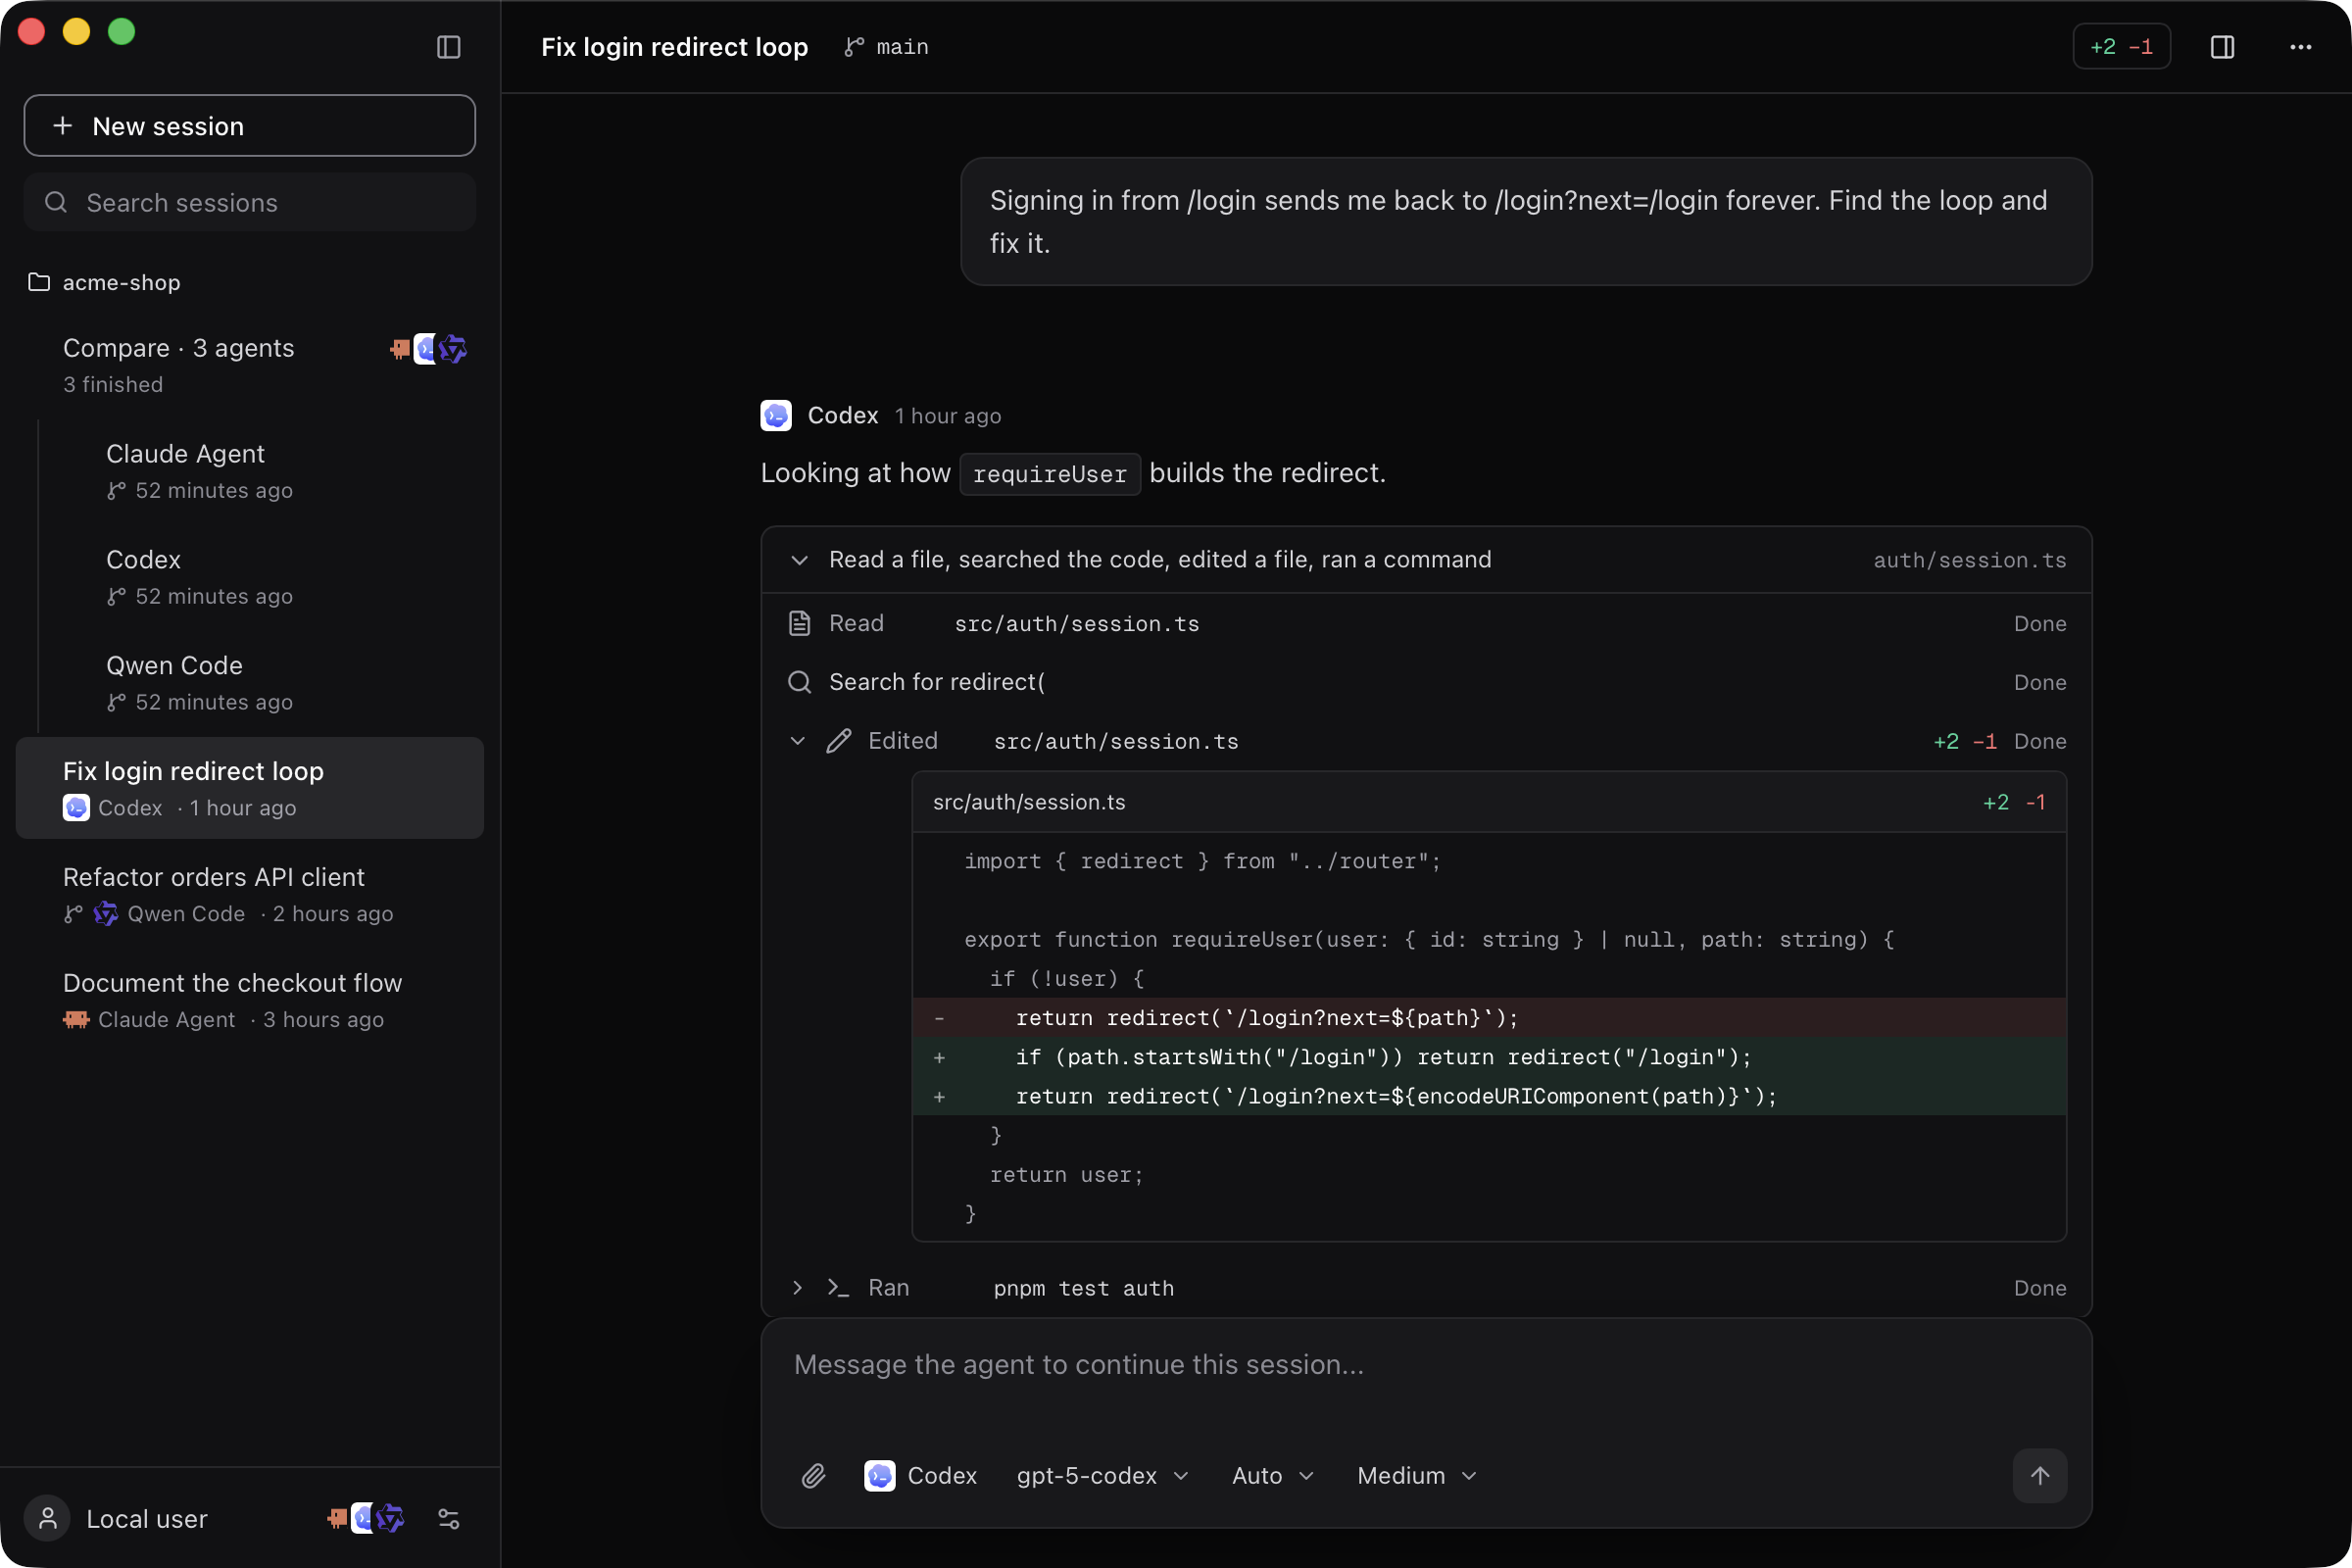 New session
Search sessions
acme-shop
Compare · 3 agents
3 finished
Claude Agent
52 minutes ago
Codex
52 minutes ago
Qwen Code
52 minutes ago
Fix login redirect loop
Codex · 1 hour ago
Refactor orders API client
Qwen Code · 2 hours ago
Document the checkout flow
Claude Agent · 3 hours ago
Local user
Fix login redirect loop main +2 −1
Signing in from /login sends me back to /login?next=/login forever. Find the loop and
fix it.
Codex 1 hour ago
Looking at how requireUser builds the redirect.
Read a file, searched the code, edited a file, ran a command auth/session.ts
Read src/auth/session.ts Done
Search for redirect( Done
Edited src/auth/session.ts +2 −1 Done
src/auth/session.ts +2 -1
import { redirect } from "../router";
export function requireUser(user: { id: string } | null, path: string) {
if (!user) {
- return redirect(`/login?next=${path}`);
+ if (path.startsWith("/login")) return redirect("/login");
+ return redirect(`/login?next=${encodeURIComponent(path)}`);
}
return user;
}
Ran pnpm test auth Done
Message the agent to continue this session...
Codex gpt-5-codex Auto Medium